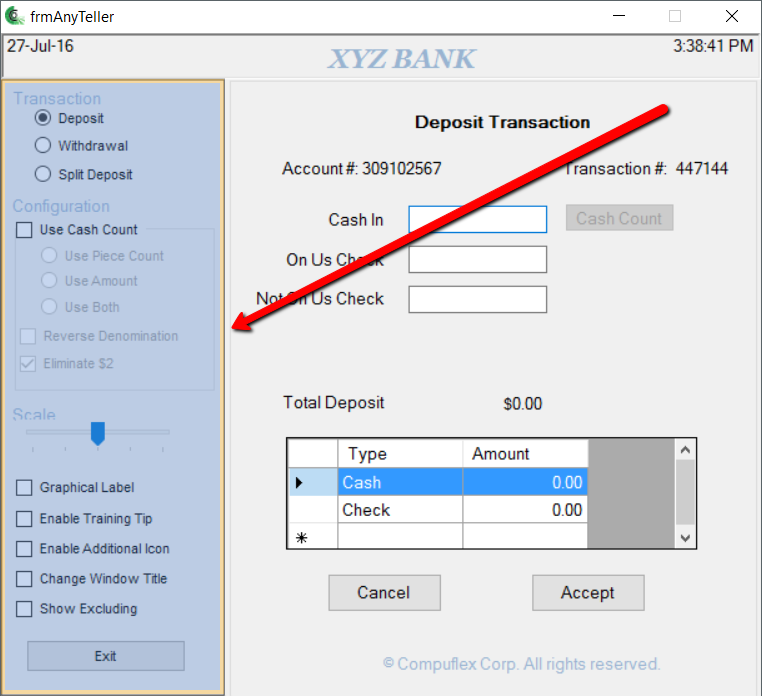 frmAnyTeller
27-Jul-16
XYZ BANK
3:38:41 PM
Transaction
Deposit
Withdrawal
Split Deposit
Configuration
Use Cash Count
Use Piece Count
Use Amount
Use Both
Reverse Denomination
Eliminate $2
Scale
Graphical Label
Enable Training Tip
Enable Additional Icon
Change Window Title
Show Excluding
Exit
Deposit Transaction
Account #: 309102567 Transaction #: 447144
Cash In Cash Count
On Us Check
Not On Us Check
Total Deposit $0.00
Type Amount
Cash 0.00
Check 0.00
Cancel Accept
© Compuflex Corp. All rights reserved.